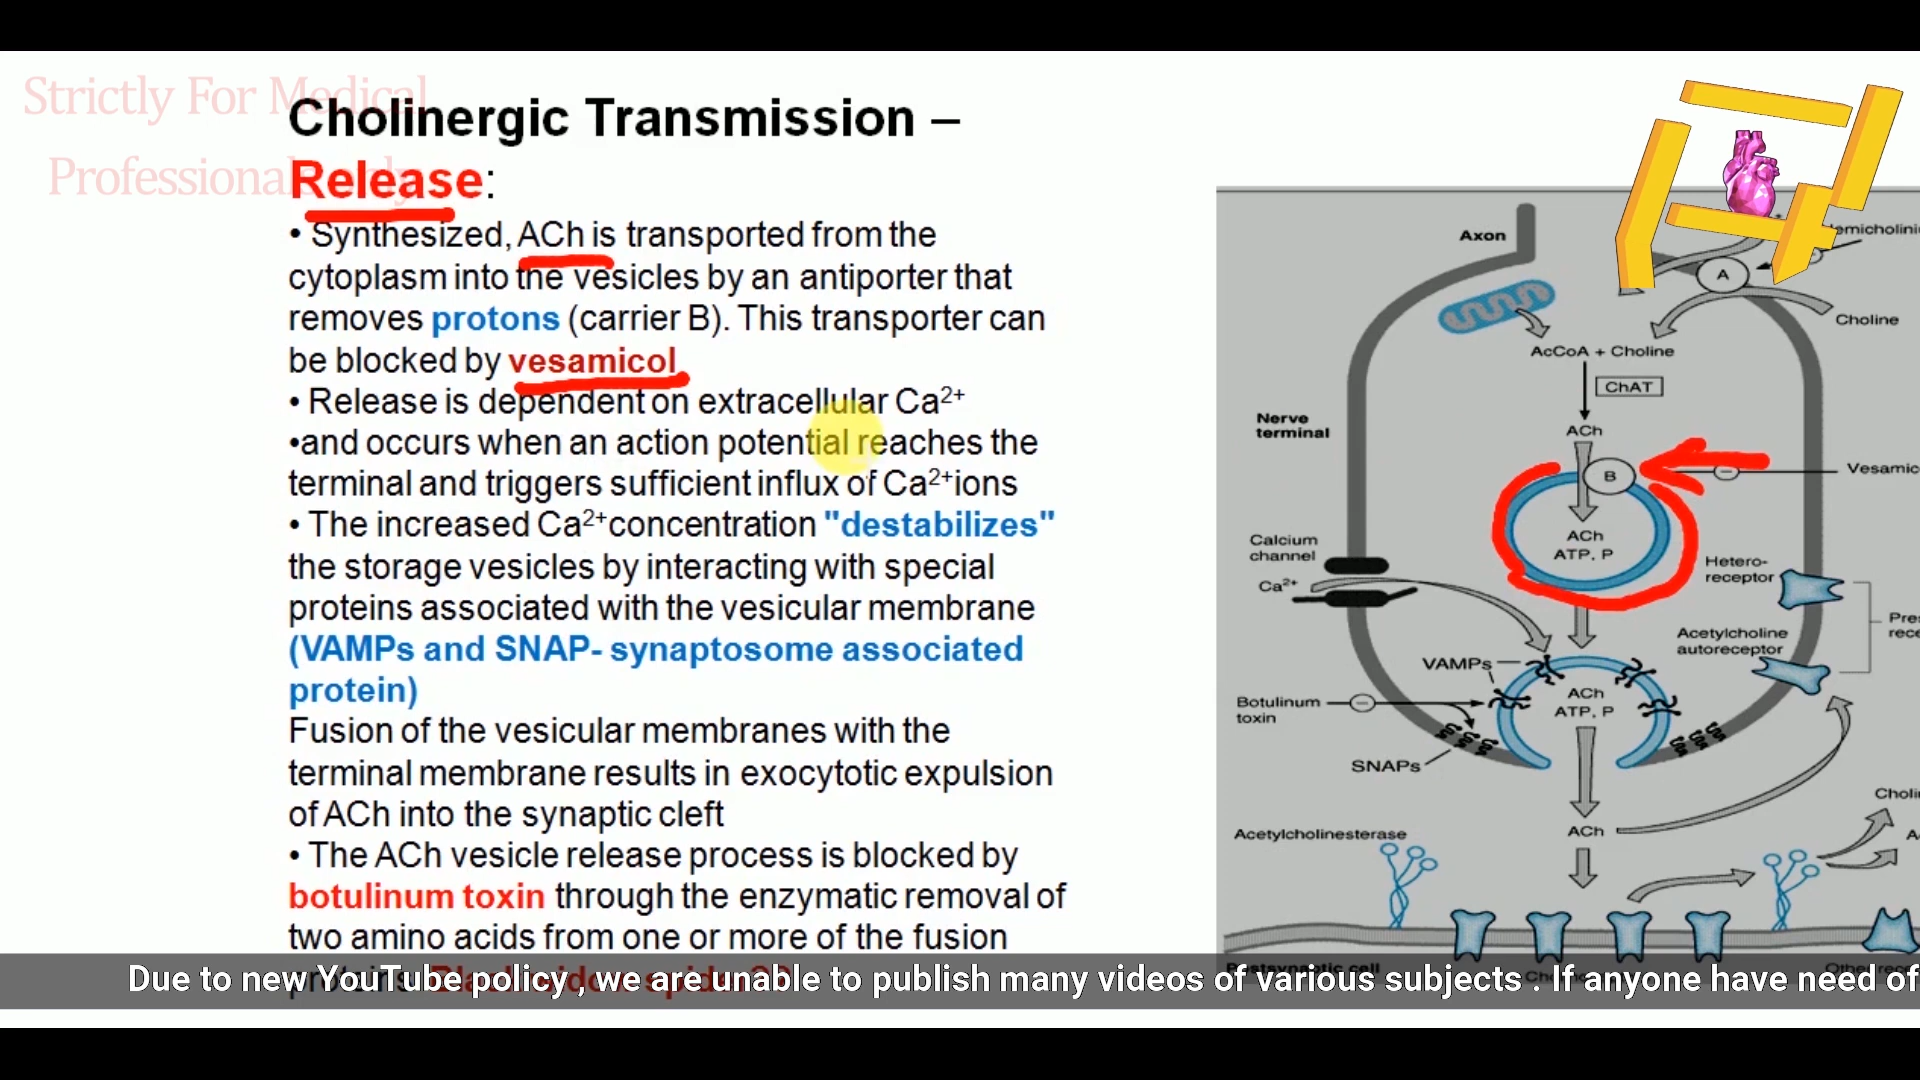 Strictly For Medical
Professionals
Cholinergic Transmission –
Release:
• Synthesized, ACh is transported from the
cytoplasm into the vesicles by an antiporter that
removes protons (carrier B). This transporter can
be blocked by vesamicol
• Release is dependent on extracellular Ca2+
•and occurs when an action potential reaches the
terminal and triggers sufficient influx of Ca2+ions
• The increased Ca2+concentration "destabilizes"
the storage vesicles by interacting with special
proteins associated with the vesicular membrane
(VAMPs and SNAP- synaptosome associated
protein)
Fusion of the vesicular membranes with the
terminal membrane results in exocytotic expulsion
of ACh into the synaptic cleft
• The ACh vesicle release process is blocked by
botulinum toxin through the enzymatic removal of
two amino acids from one or more of the fusion
Due to new YouTube policy , we are unable to publish many videos of various subjects . If anyone have need of
Axon
A
Choline
AcCoA + Choline
ChAT
ACh
Nerve
terminal
B
Vesamic
ACh
ATP, P
Calcium
channel
Ca2+
Hetero-
receptor
Acetylcholine
autoreceptor
VAMPs
ACh
ATP, P
Botulinum
toxin
SNAPs
ACh
Acetylcholinesterase
Postsynaptic cell